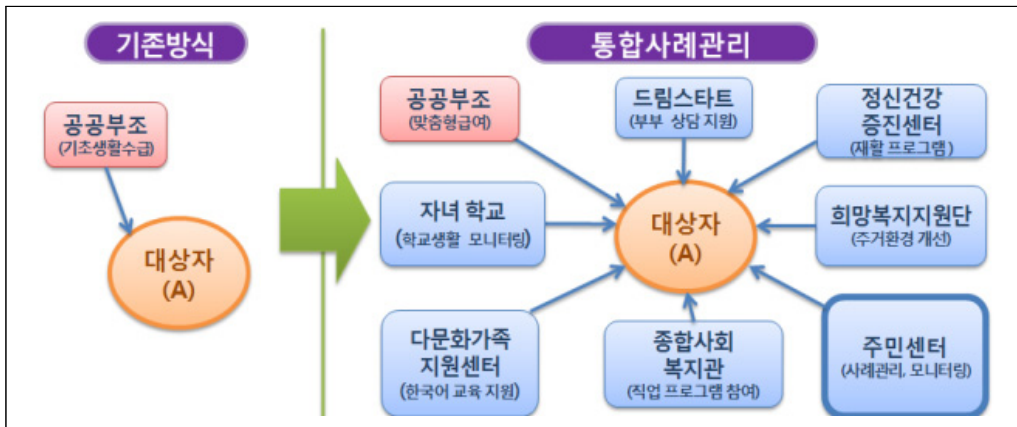 기존방식
공공부조
(기초생활수급)
대상자
(A)
통합사례관리
공공부조
(맞춤형급여)
드림스타트
(부부 상담 지원)
정신건강
증진센터
(재활 프로그램)
자녀 학교
(학교생활 모니터링)
대상자
(A)
희망복지지원단
(주거환경 개선)
다문화가족
지원센터
(한국어 교육 지원)
종합사회
복지관
(직업 프로그램 참여)
주민센터
(사례관리, 모니터링)